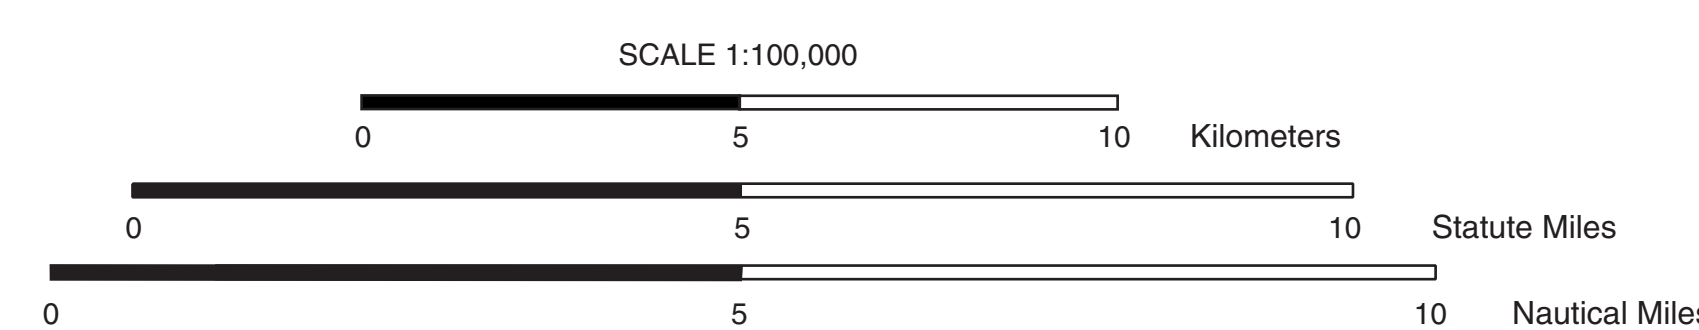 SCALE 1:100,000
0 5 10 Kilometers
0 5 10 Statute Miles
0 5 10 Nautical Miles